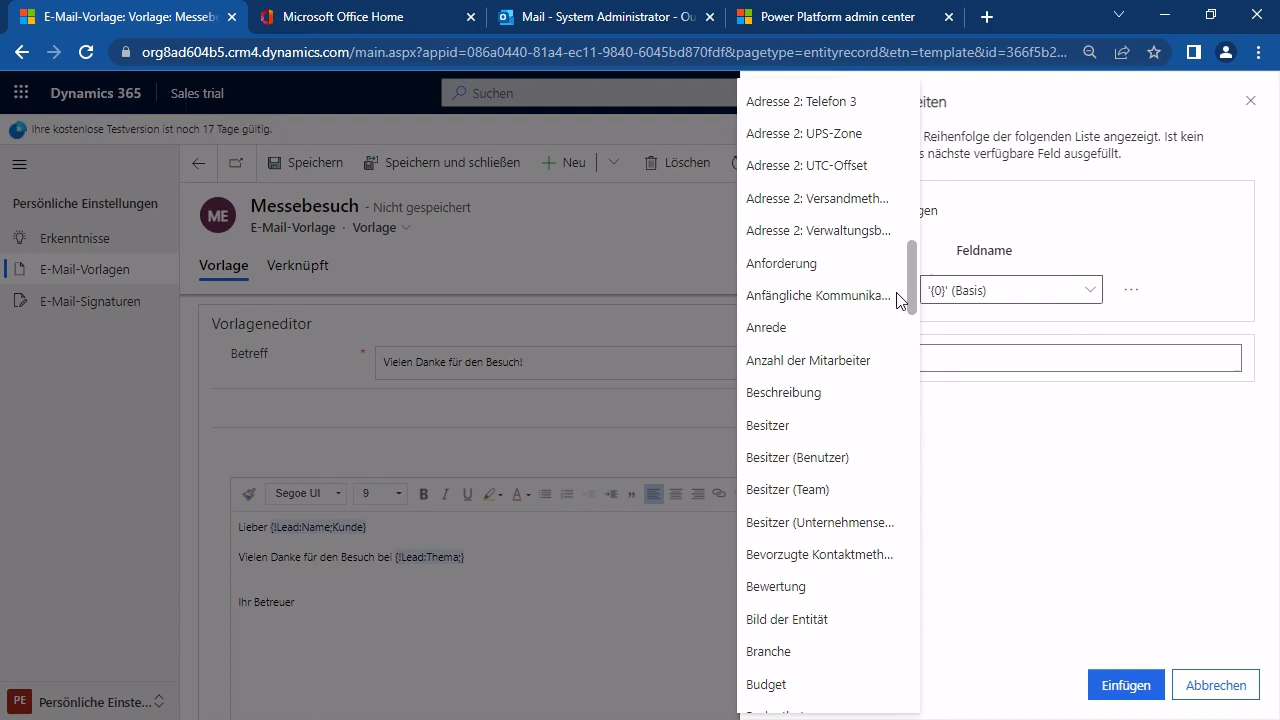 E-Mail-Vorlage: Vorlage: Messeb
Microsoft Office Home
Mail - System Administrator - Ou
Power Platform admin center
org8ad604b5.crm4.dynamics.com/main.aspx?appid=086a0440-81a4-ec11-9840-6045bd870fdf&pagetype=entityrecord&etn=template&id=366f5b2...
Dynamics 365
Sales trial
Suchen
Ihre kostenlose Testversion ist noch 17 Tage gültig.
Speichern
Speichern und schließen
Neu
Löschen
Persönliche Einstellungen
Erkenntnisse
E-Mail-Vorlagen
E-Mail-Signaturen
ME
Messebesuch - Nicht gespeichert
E-Mail-Vorlage · Vorlage
Vorlage
Verknüpft
Vorlageneditor
Betreff
*
Vielen Danke für den Besuch!
Segoe UI
9
B
I
U
A
Lieber {!Lead:Name;Kunde}
Vielen Danke für den Besuch bei {!Lead:Thema;}
Ihr Betreuer
PE
Persönliche Einste...
Adresse 2: Telefon 3
Adresse 2: UPS-Zone
Adresse 2: UTC-Offset
Adresse 2: Versandmeth...
Adresse 2: Verwaltungsb...
Anforderung
Anfängliche Kommunika...
Anrede
Anzahl der Mitarbeiter
Beschreibung
Besitzer
Besitzer (Benutzer)
Besitzer (Team)
Besitzer (Unternehmense...
Bevorzugte Kontaktmeth...
Bewertung
Bild der Entität
Branche
Budget
eiten
Reihenfolge der folgenden Liste angezeigt. Ist kein
s nächste verfügbare Feld ausgefüllt.
gen
Feldname
'{0}' (Basis)
...
Einfügen
Abbrechen